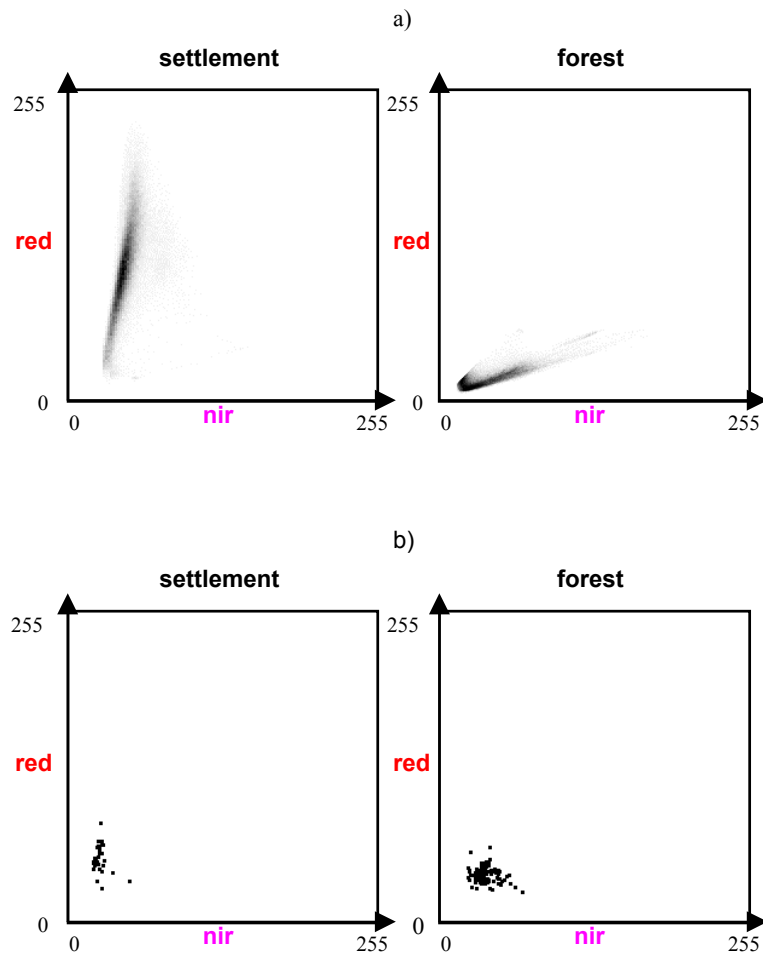 a)
settlement forest
255 255
red red
0 0
nir nir
0 255 0 255
b)
settlement forest
255 255
red red
0 0
nir nir
0 255 0 255